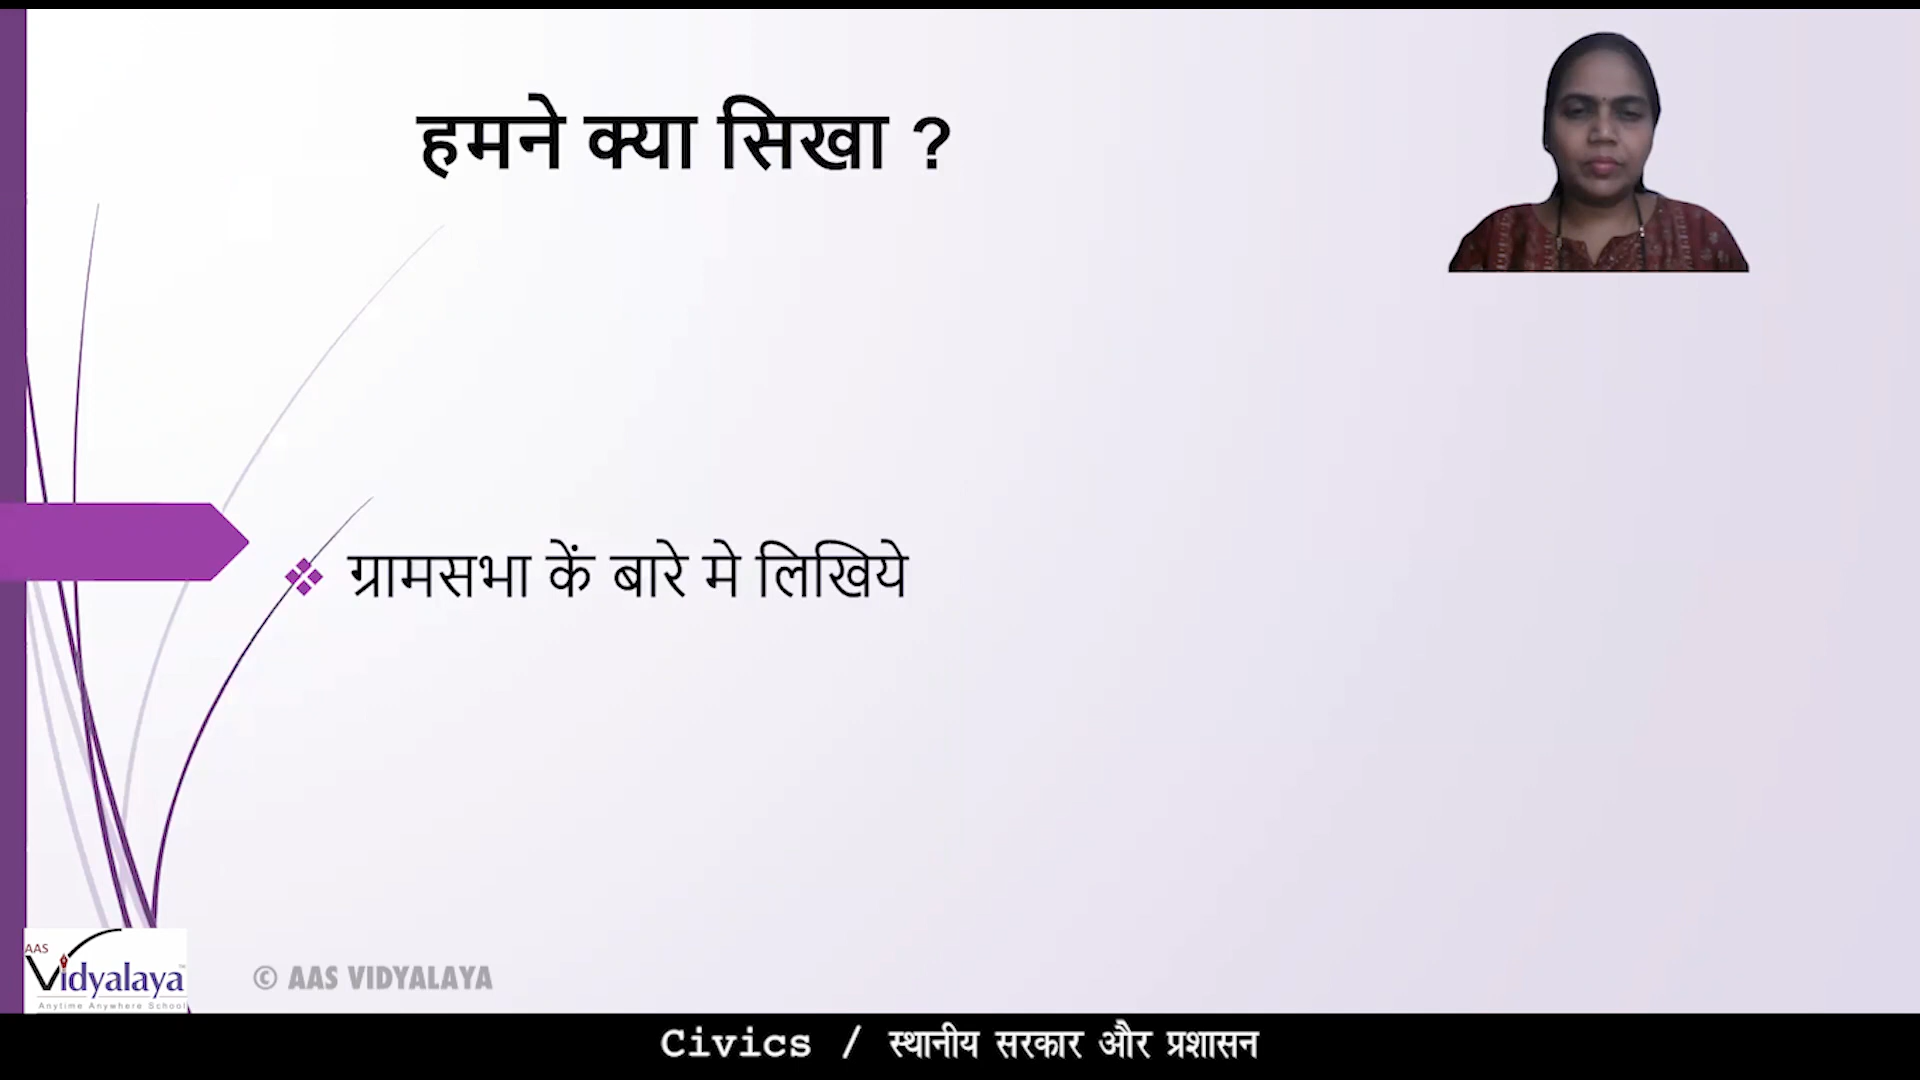 हमने क्या सिखा ?
ग्रामसभा कें बारे मे लिखिये
AAS
Vidyalaya
Anytime Anywhere School
© AAS VIDYALAYA
Civics / स्थानीय सरकार और प्रशासन